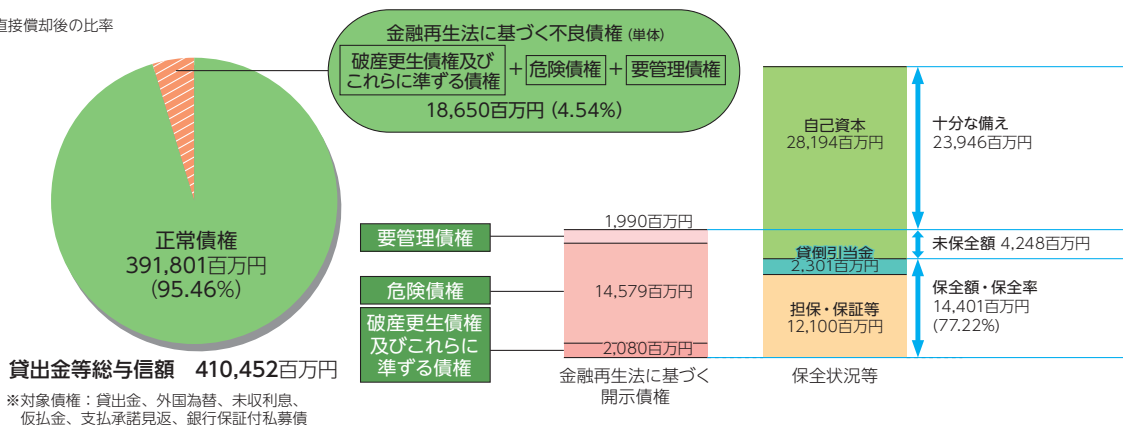 直接償却後の比率
金融再生法に基づく不良債権 (単体)
破産更生債権及び
これらに準ずる債権
+ 危険債権 + 要管理債権
18,650百万円 (4.54%)
正常債権
391,801百万円
(95.46%)
貸出金等総与信額 410,452百万円
※対象債権：貸出金、外国為替、未収利息、
仮払金、支払承諾見返、銀行保証付私募債
要管理債権
危険債権
破産更生債権
及びこれらに
準ずる債権
1,990百万円
14,579百万円
2,080百万円
金融再生法に基づく
開示債権
自己資本
28,194百万円
貸倒引当金
2,301百万円
担保・保証等
12,100百万円
保全状況等
十分な備え
23,946百万円
未保全額 4,248百万円
保全額・保全率
14,401百万円
(77.22%)